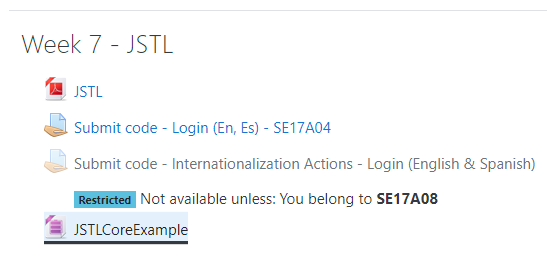 Week 7 - JSTL
JSTL
Submit code - Login (En, Es) - SE17A04
Submit code - Internationalization Actions - Login (English & Spanish)
Restricted Not available unless: You belong to SE17A08
JSTLCoreExample